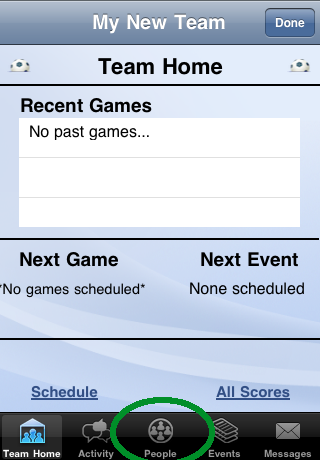 My New Team Done
Team Home
Recent Games
No past games...
Next Game Next Event
*No games scheduled* None scheduled
Schedule All Scores
Team Home Activity People Events Messages